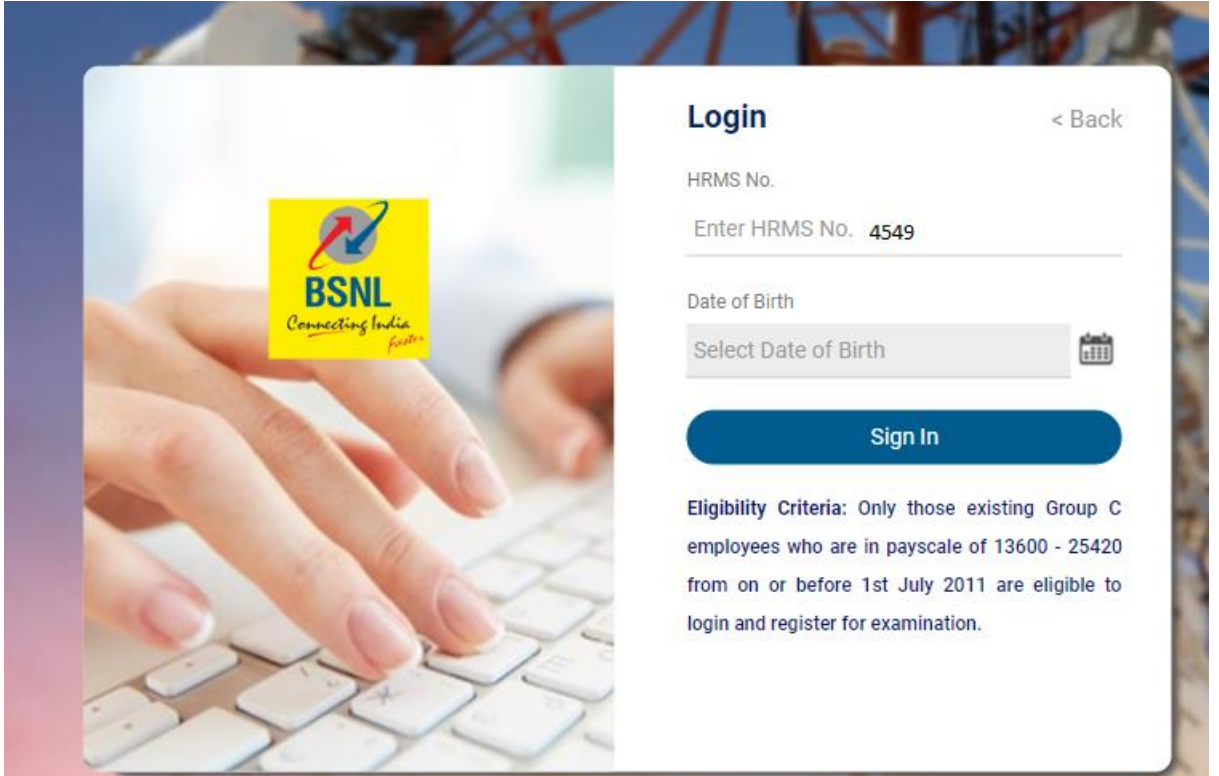 BSNL
Connecting India
Faster
Login
< Back
HRMS No.
Enter HRMS No. 4549
Date of Birth
Select Date of Birth
Sign In
Eligibility Criteria: Only those existing Group C
employees who are in payscale of 13600 - 25420
from on or before 1st July 2011 are eligible to
login and register for examination.